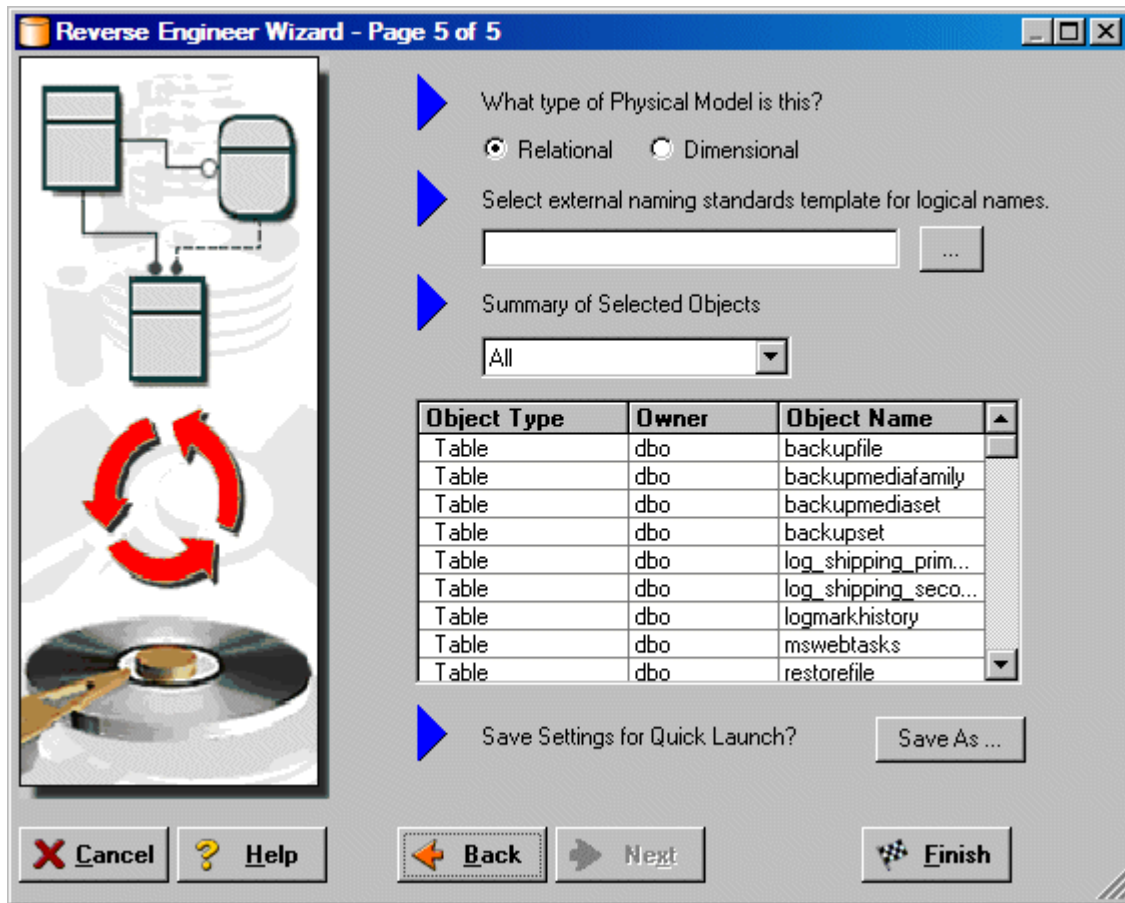 Reverse Engineer Wizard - Page 5 of 5
What type of Physical Model is this?
Relational Dimensional
Select external naming standards template for logical names.
...
Summary of Selected Objects
All
Object Type Owner Object Name
Table dbo backupfile
Table dbo backupmediafamily
Table dbo backupmediaset
Table dbo backupset
Table dbo log_shipping_prim...
Table dbo log_shipping_seco...
Table dbo logmarkhistory
Table dbo mswebtasks
Table dbo restorefile
Save Settings for Quick Launch? Save As ...
Cancel Help Back Next Finish